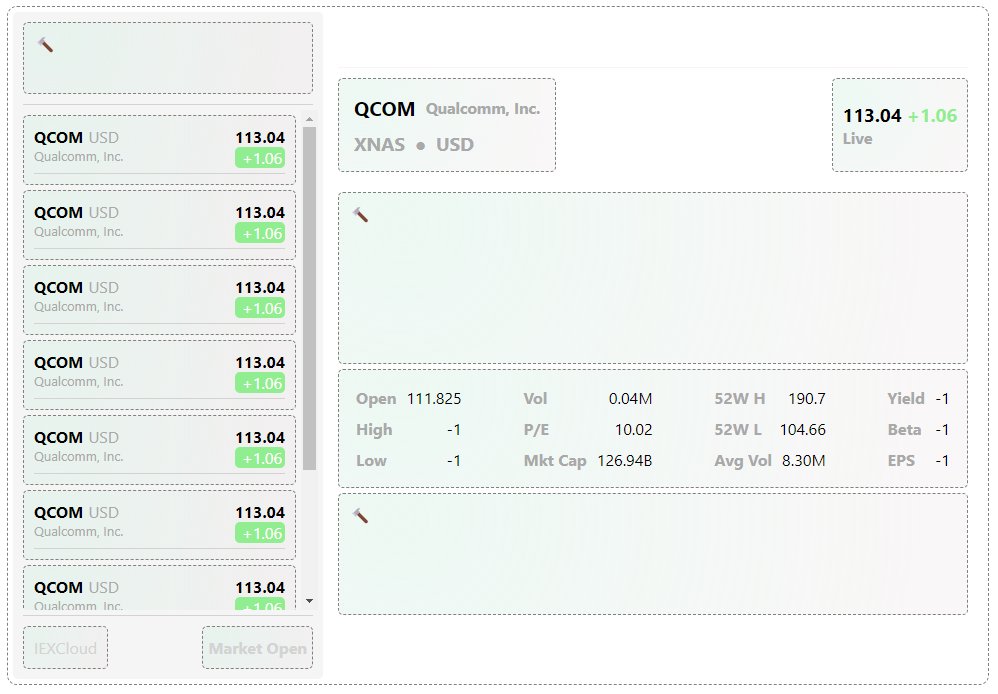 QCOM USD 113.04
Qualcomm, Inc. +1.06
QCOM USD 113.04
Qualcomm, Inc. +1.06
QCOM USD 113.04
Qualcomm, Inc. +1.06
QCOM USD 113.04
Qualcomm, Inc. +1.06
QCOM USD 113.04
Qualcomm, Inc. +1.06
QCOM USD 113.04
Qualcomm, Inc. +1.06
QCOM USD 113.04
Qualcomm, Inc. +1.06
IEXCloud Market Open
QCOM Qualcomm, Inc.
XNAS ● USD
113.04 +1.06
Live
Open 111.825 Vol 0.04M 52W H 190.7 Yield -1
High -1 P/E 10.02 52W L 104.66 Beta -1
Low -1 Mkt Cap 126.94B Avg Vol 8.30M EPS -1